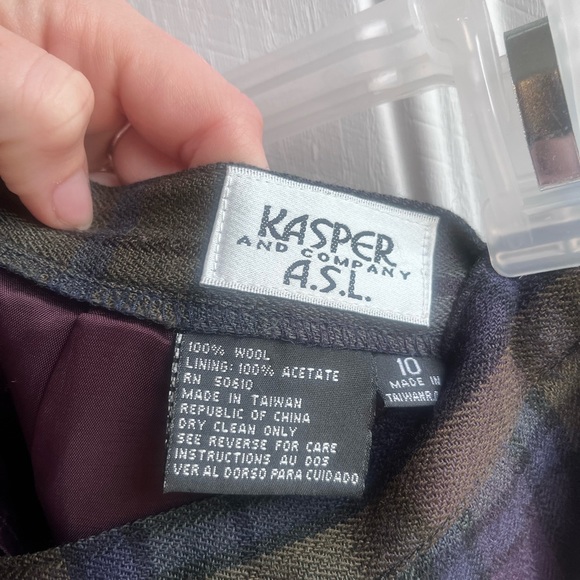 KASPER
AND COMPANY
A.S.L.
100% WOOL
LINING: 100% ACETATE
RN 50610
MADE IN TAIWAN
REPUBLIC OF CHINA
DRY CLEAN ONLY
SEE REVERSE FOR CARE
INSTRUCTIONS AU DOS
VER AL DORSO PARA CUIDADO
10
MADE IN
TAIWAN R.